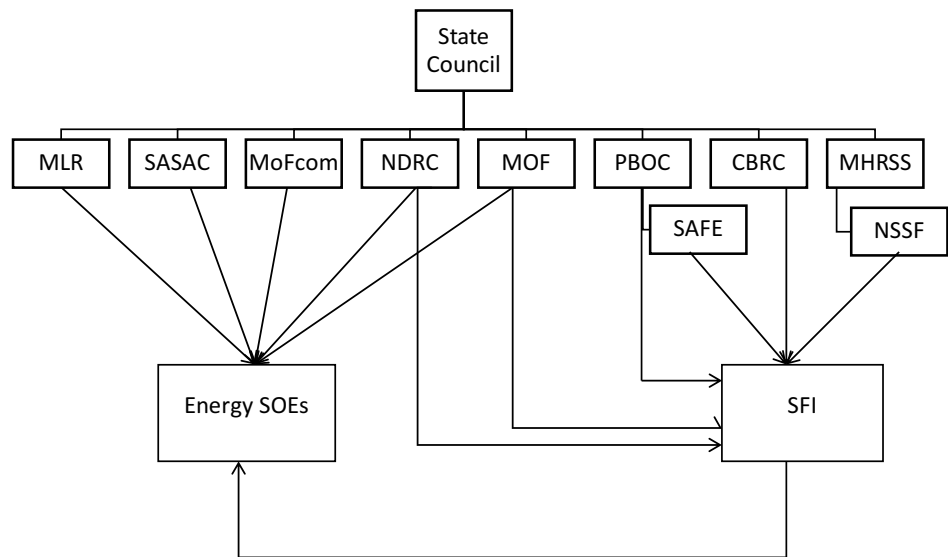 State
Council
MLR
SASAC
MoFcom
NDRC
MOF
PBOC
CBRC
MHRSS
SAFE
NSSF
Energy SOEs
SFI